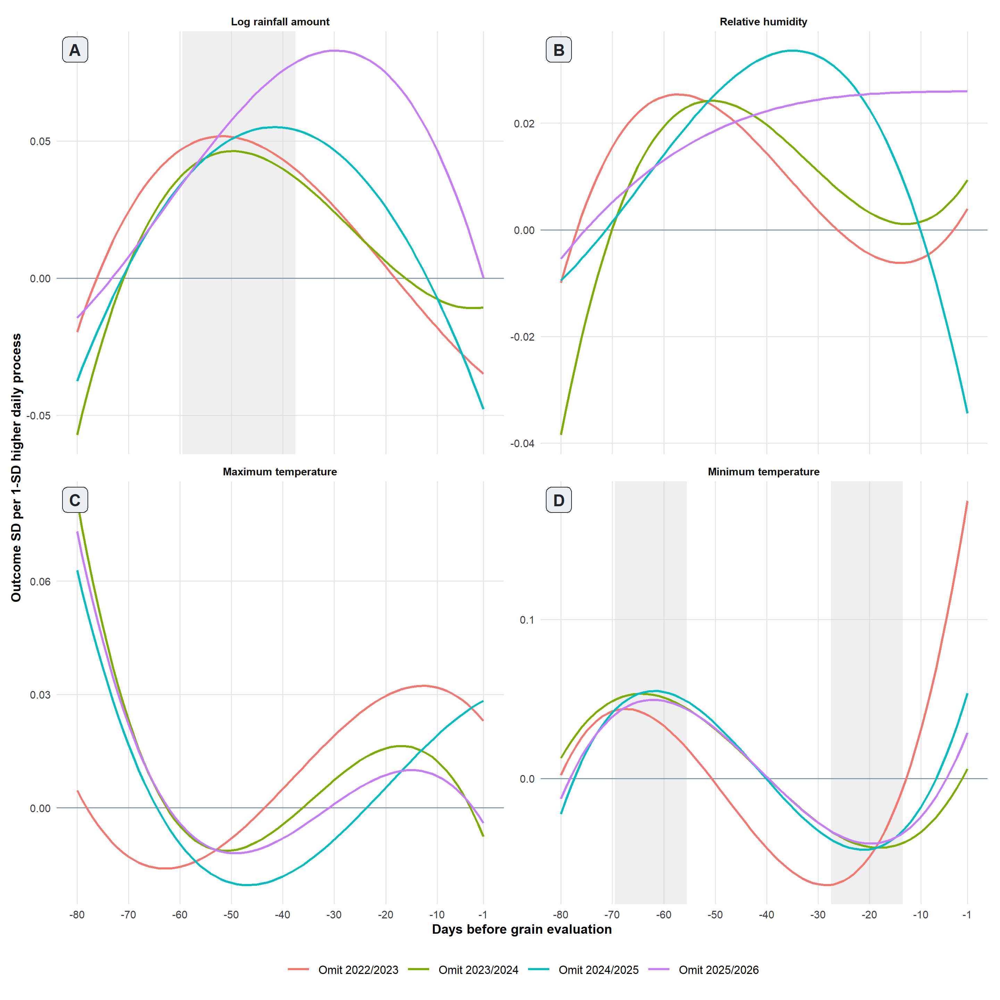 Log rainfall amount
Relative humidity
A
B
0.05
0.00
-0.05
0.02
0.00
-0.02
-0.04
Outcome SD per 1-SD higher daily process
Maximum temperature
Minimum temperature
C
D
0.06
0.03
0.00
0.1
0.0
-80 -70 -60 -50 -40 -30 -20 -10 -1
-80 -70 -60 -50 -40 -30 -20 -10 -1
Days before grain evaluation
Omit 2022/2023 Omit 2023/2024 Omit 2024/2025 Omit 2025/2026